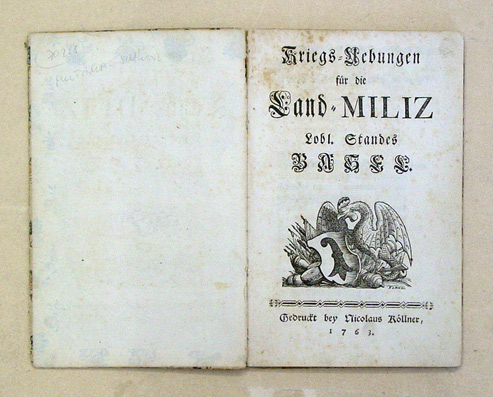 Kriegs-Uebungen
für die
Land-MILIZ
Lobl. Standes
BASEL.
Gedruckt bey Nicolaus Köllner,
1763.